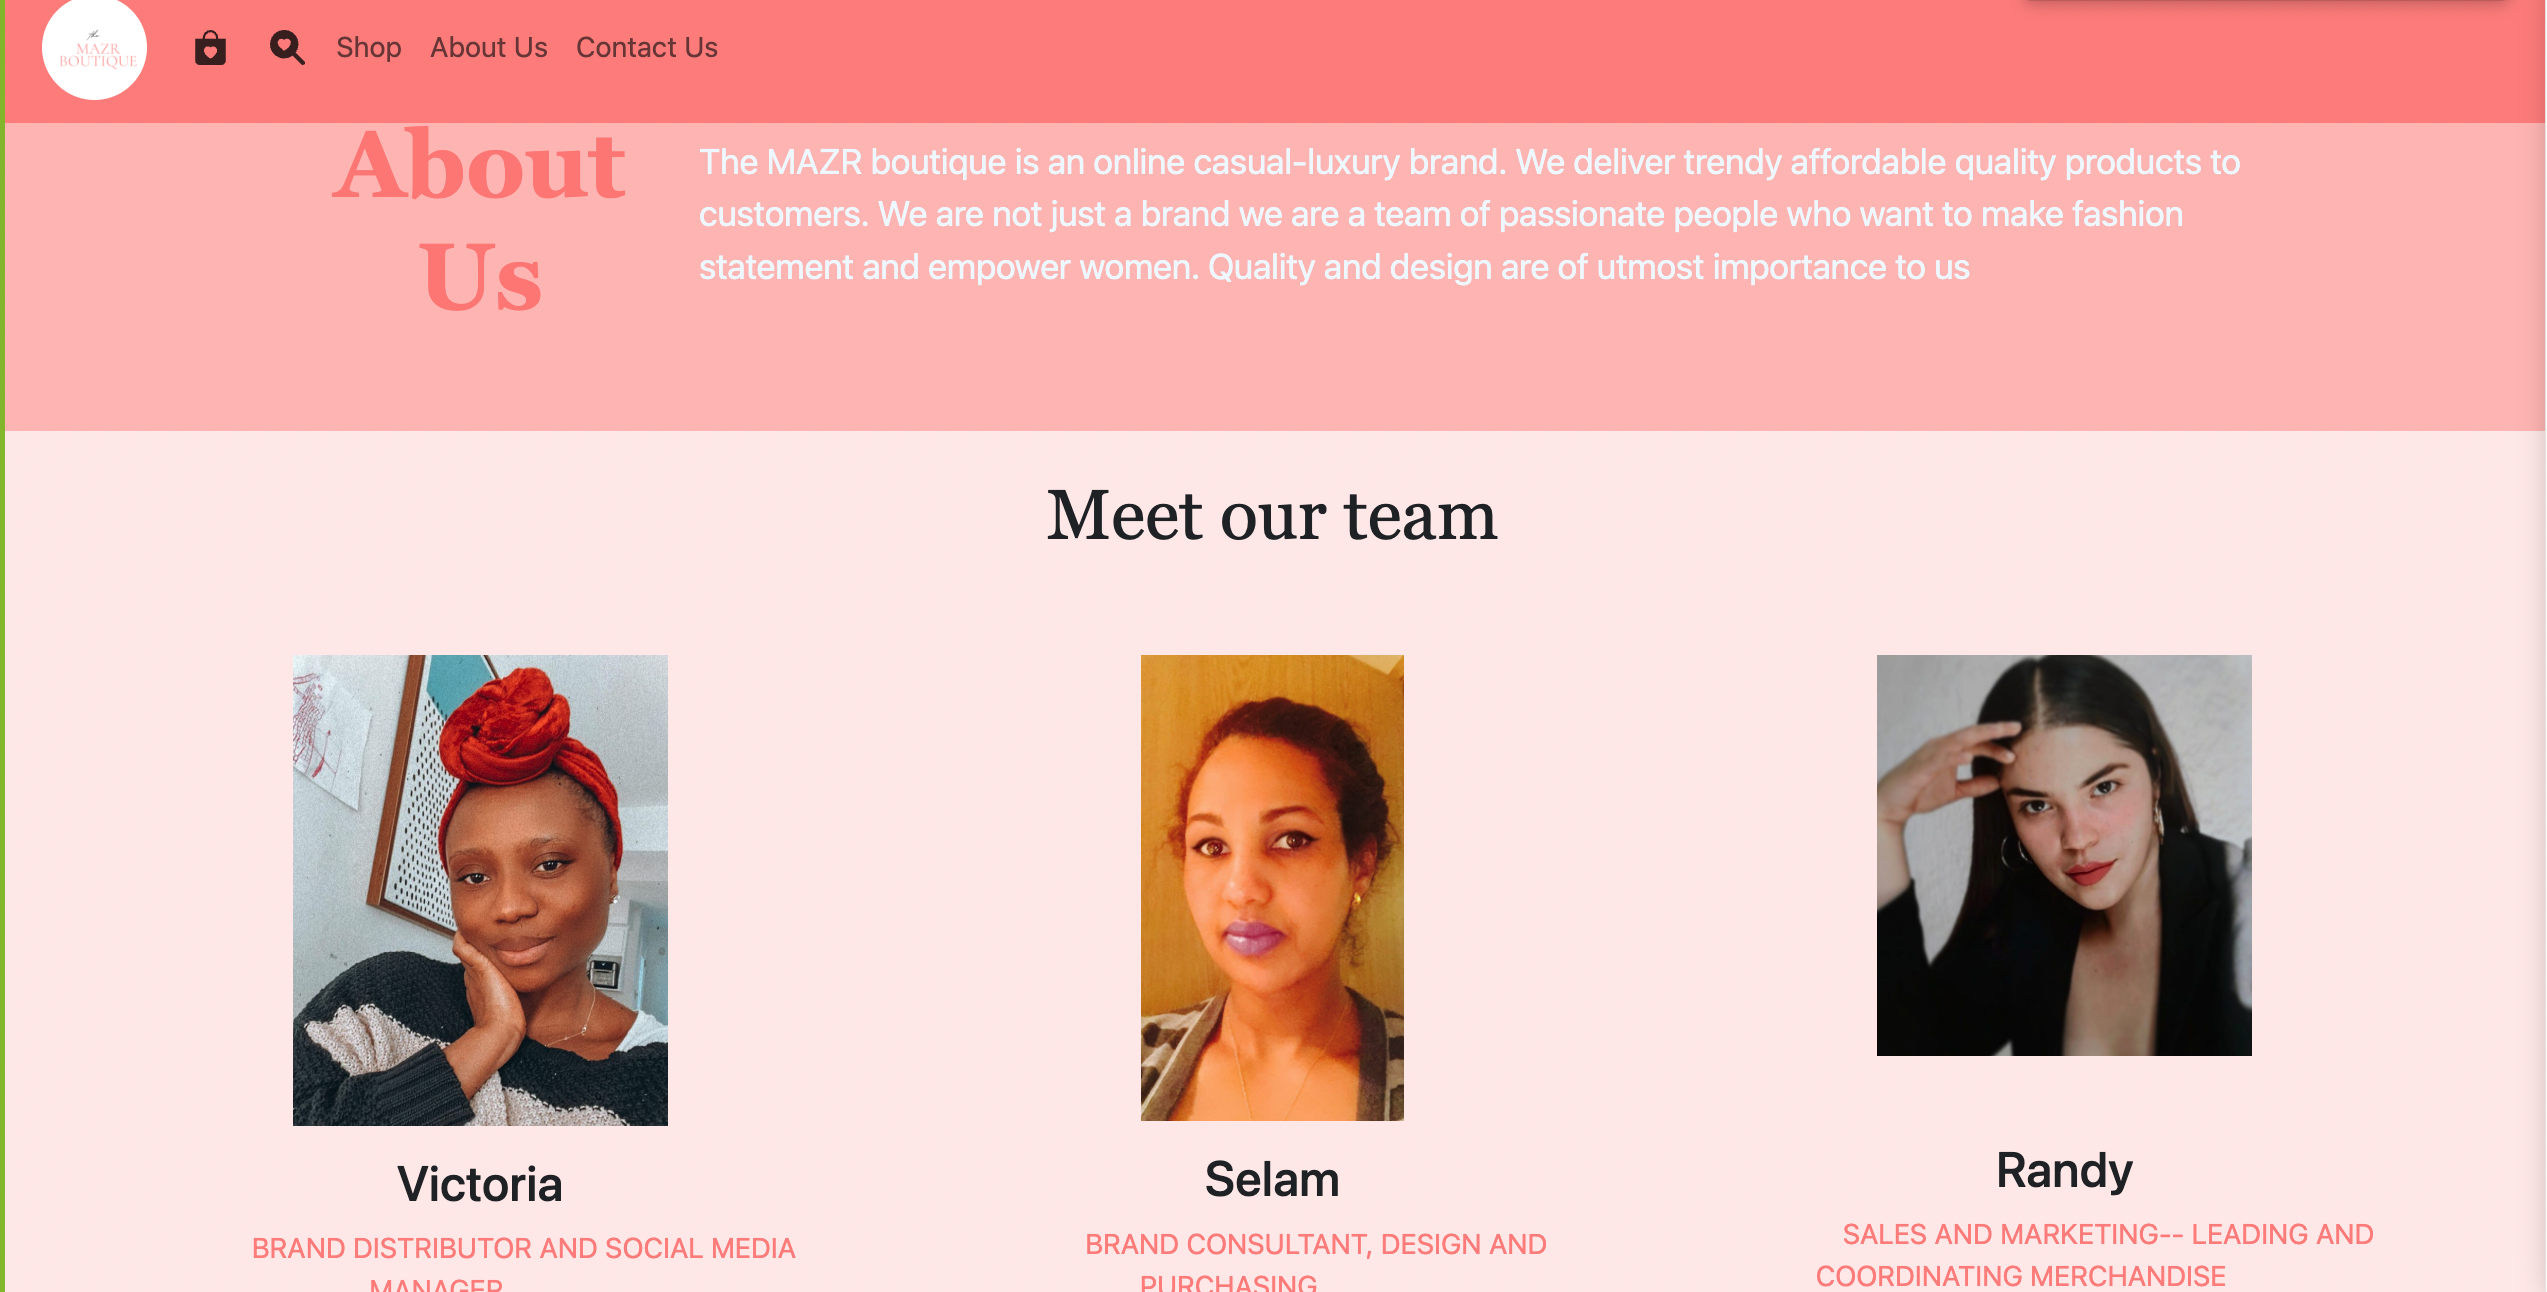 the
MAZR
BOUTIQUE
Shop
About Us
Contact Us
About
Us
The MAZR boutique is an online casual-luxury brand. We deliver trendy affordable quality products to
customers. We are not just a brand we are a team of passionate people who want to make fashion
statement and empower women. Quality and design are of utmost importance to us
Meet our team
Victoria
BRAND DISTRIBUTOR AND SOCIAL MEDIA
MANAGER
Selam
BRAND CONSULTANT, DESIGN AND
PURCHASING
Randy
SALES AND MARKETING-- LEADING AND
COORDINATING MERCHANDISE